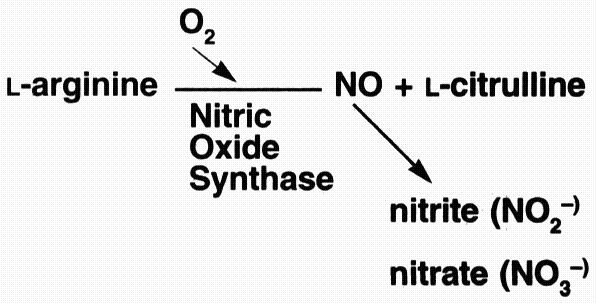 O₂
L-arginine NO + L-citrulline
Nitric
Oxide
Synthase
nitrite (NO₂⁻)
nitrate (NO₃⁻)